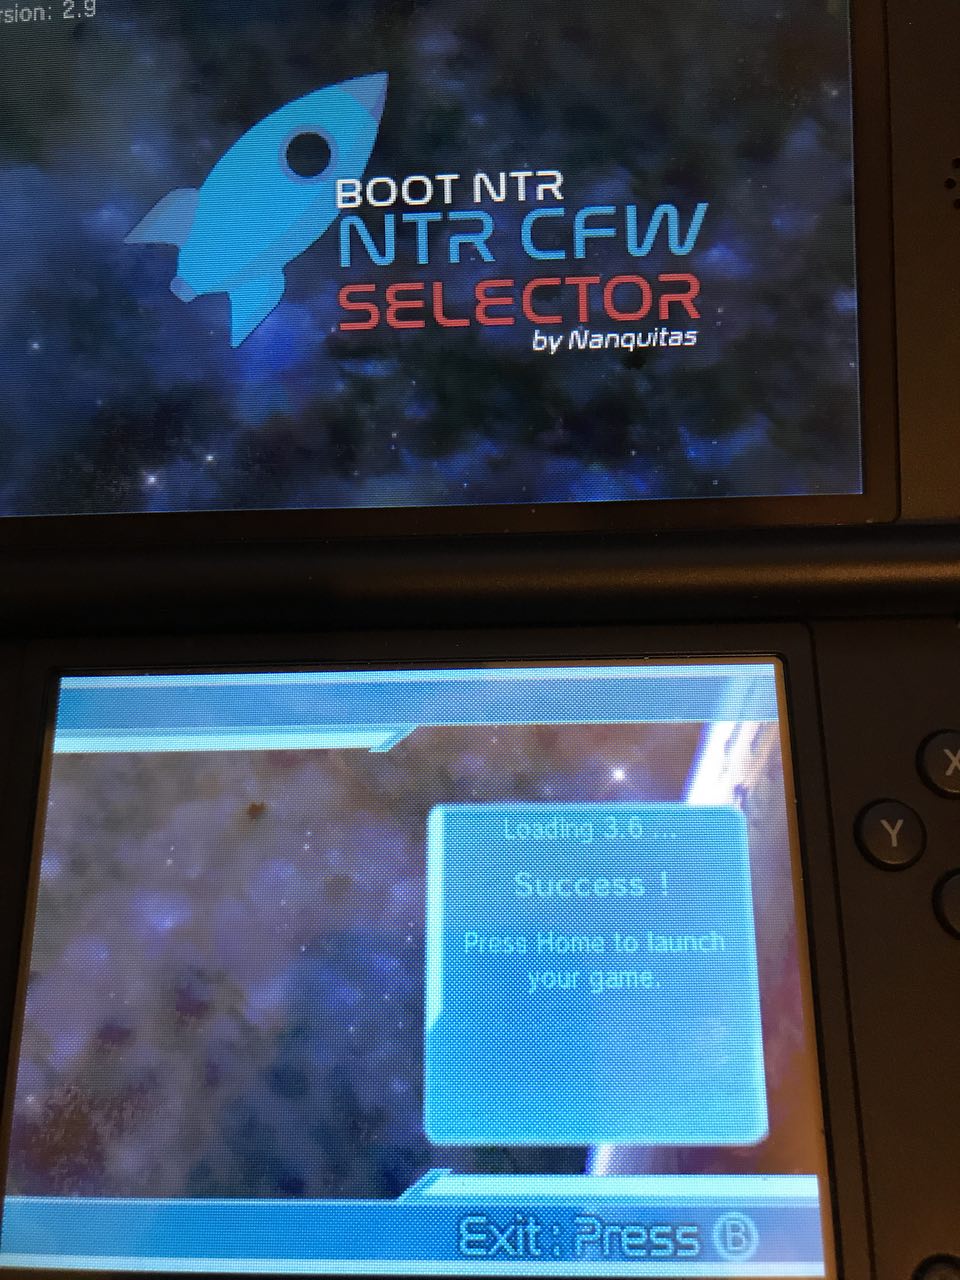 rsion: 2.9
BOOT NTR
NTR CFW
SELECTOR
by Nanquitas
Loading 3.6 ...
Success !
Press Home to launch
your game.
Exit : Press B
X
Y